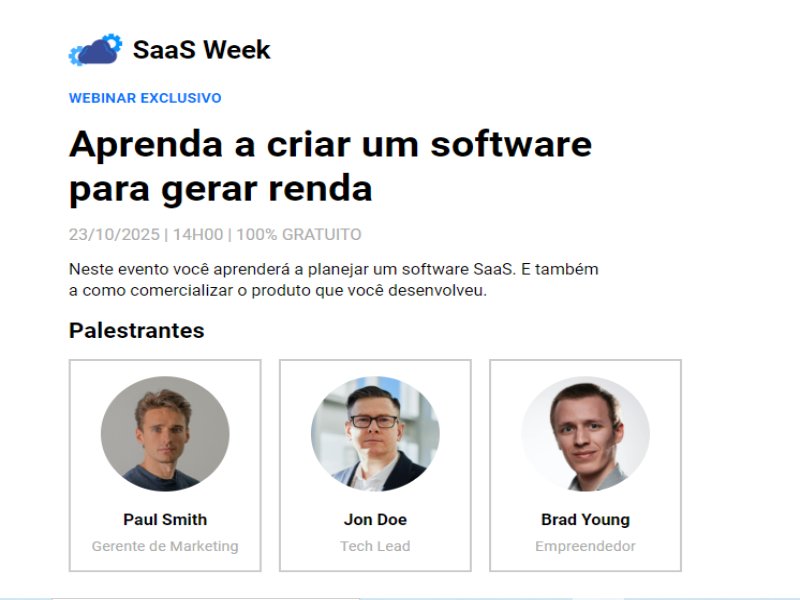 SaaS Week
WEBINAR EXCLUSIVO
Aprenda a criar um software
para gerar renda
23/10/2025 | 14H00 | 100% GRATUITO
Neste evento você aprenderá a planejar um software SaaS. E também
a como comercializar o produto que você desenvolveu.
Palestrantes
Paul Smith
Gerente de Marketing
Jon Doe
Tech Lead
Brad Young
Empreendedor